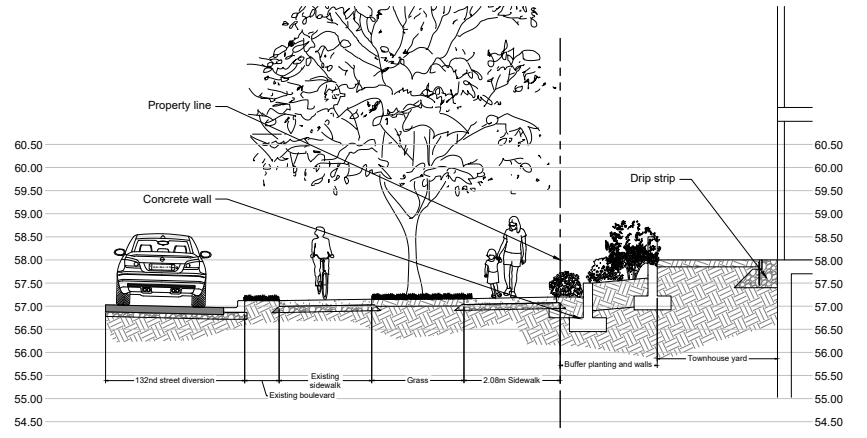 Property line
60.50 60.50
60.00 60.00
Drip strip
59.50 59.50
Concrete wall
59.00 59.00
58.50 58.50
58.00 58.00
57.50 57.50
57.00 57.00
56.50 56.50
56.00 56.00
55.50 55.50
55.00 55.00
54.50 54.50
Buffer planting and walls
Townhouse yard
132nd street diversion
Existing
sidewalk
Grass
2.08m Sidewalk
Existing boulevard